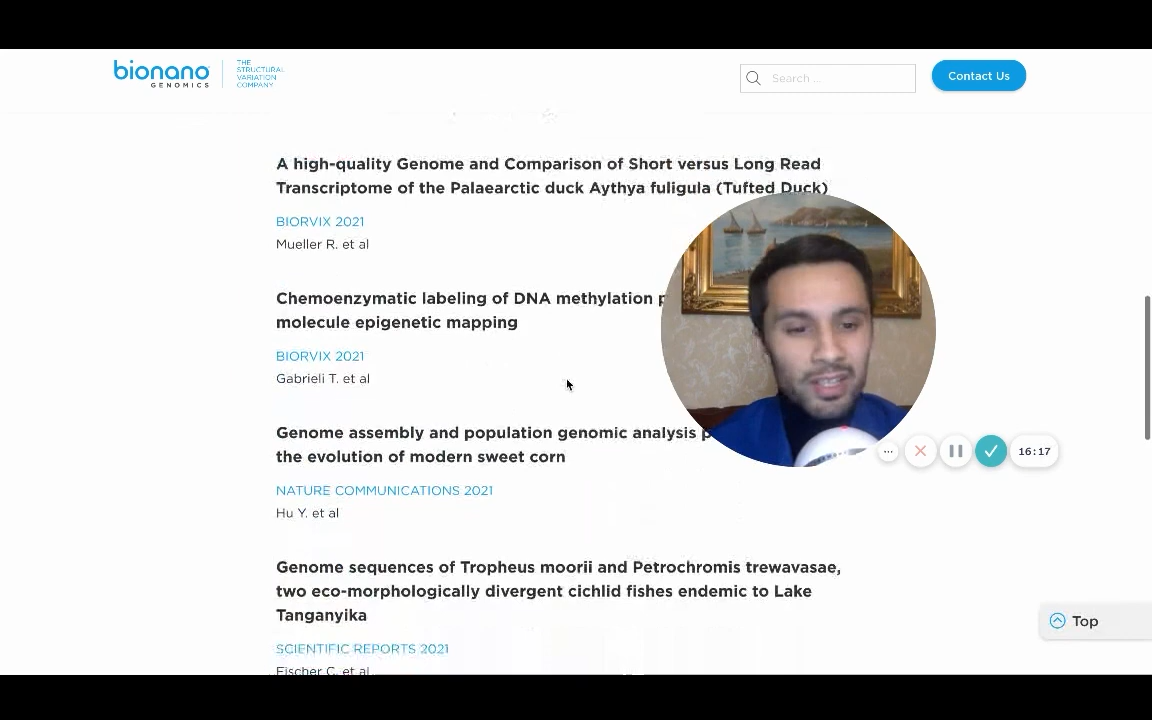 bionano
GENOMICS
THE
STRUCTURAL
VARIATION
COMPANY
Search ...
Contact Us
A high-quality Genome and Comparison of Short versus Long Read
Transcriptome of the Palaearctic duck Aythya fuligula (Tufted Duck)
BIORVIX 2021
Mueller R. et al
Chemoenzymatic labeling of DNA methylation
molecule epigenetic mapping
BIORVIX 2021
Gabrieli T. et al
Genome assembly and population genomic analysis
the evolution of modern sweet corn
NATURE COMMUNICATIONS 2021
Hu Y. et al
16:17
Genome sequences of Tropheus moorii and Petrochromis trewavasae,
two eco-morphologically divergent cichlid fishes endemic to Lake
Tanganyika
Top
SCIENTIFIC REPORTS 2021
Fischer C. et al